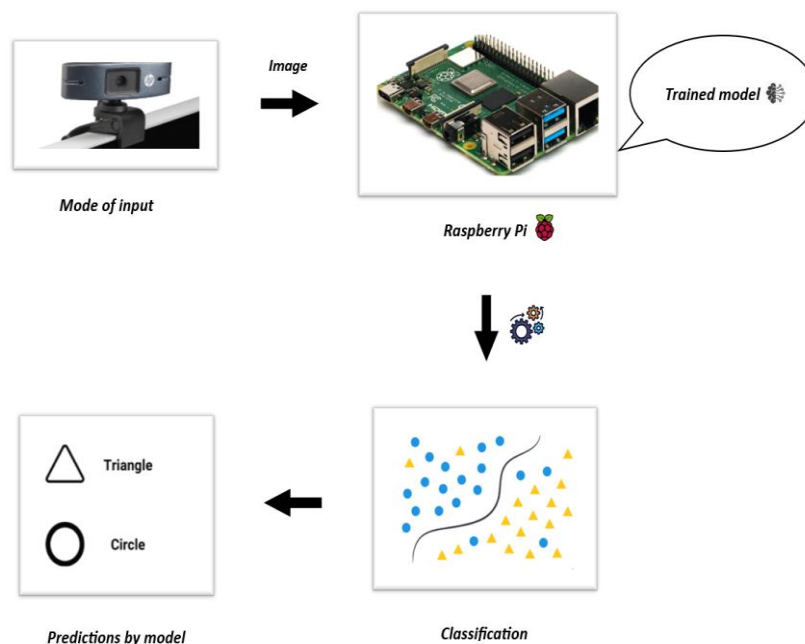 Image
Trained model
Mode of input
Raspberry Pi
Triangle
Circle
Predictions by model
Classification